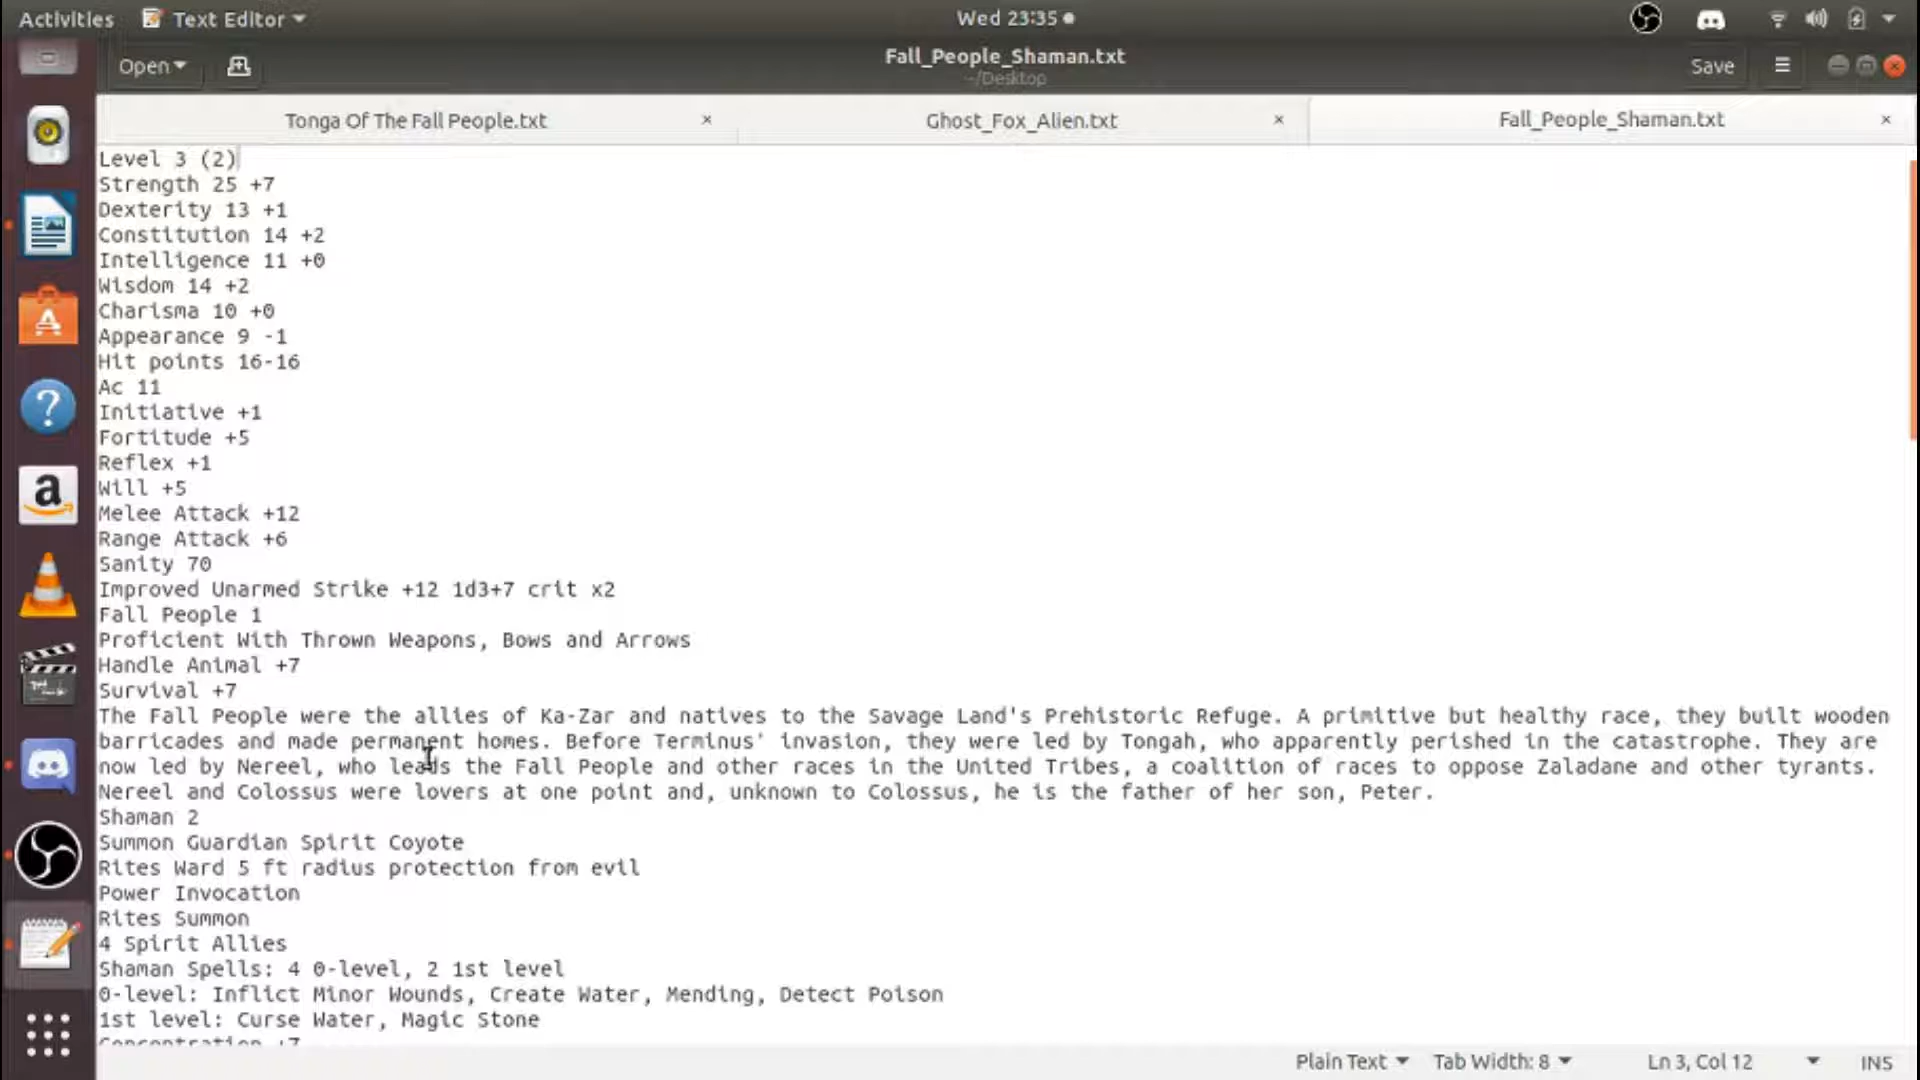 Activities Text Editor Wed 23:35
Open Fall_People_Shaman.txt Save
~/Desktop
Tonga Of The Fall People.txt Ghost_Fox_Alien.txt Fall_People_Shaman.txt
Level 3 (2)
Strength 25 +7
Dexterity 13 +1
Constitution 14 +2
Intelligence 11 +0
Wisdom 14 +2
Charisma 10 +0
Appearance 9 -1
Hit points 16-16
Ac 11
Initiative +1
Fortitude +5
Reflex +1
Will +5
Melee Attack +12
Range Attack +6
Sanity 70
Improved Unarmed Strike +12 1d3+7 crit x2
Fall People 1
Proficient With Thrown Weapons, Bows and Arrows
Handle Animal +7
Survival +7
The Fall People were the allies of Ka-Zar and natives to the Savage Land's Prehistoric Refuge. A primitive but healthy race, they built wooden
barricades and made permanent homes. Before Terminus' invasion, they were led by Tongah, who apparently perished in the catastrophe. They are
now led by Nereel, who leads the Fall People and other races in the United Tribes, a coalition of races to oppose Zaladane and other tyrants.
Nereel and Colossus were lovers at one point and, unknown to Colossus, he is the father of her son, Peter.
Shaman 2
Summon Guardian Spirit Coyote
Rites Ward 5 ft radius protection from evil
Power Invocation
Rites Summon
4 Spirit Allies
Shaman Spells: 4 0-level, 2 1st level
0-level: Inflict Minor Wounds, Create Water, Mending, Detect Poison
1st level: Curse Water, Magic Stone
Concentration +7
Plain Text Tab Width: 8 Ln 3, Col 12 INS